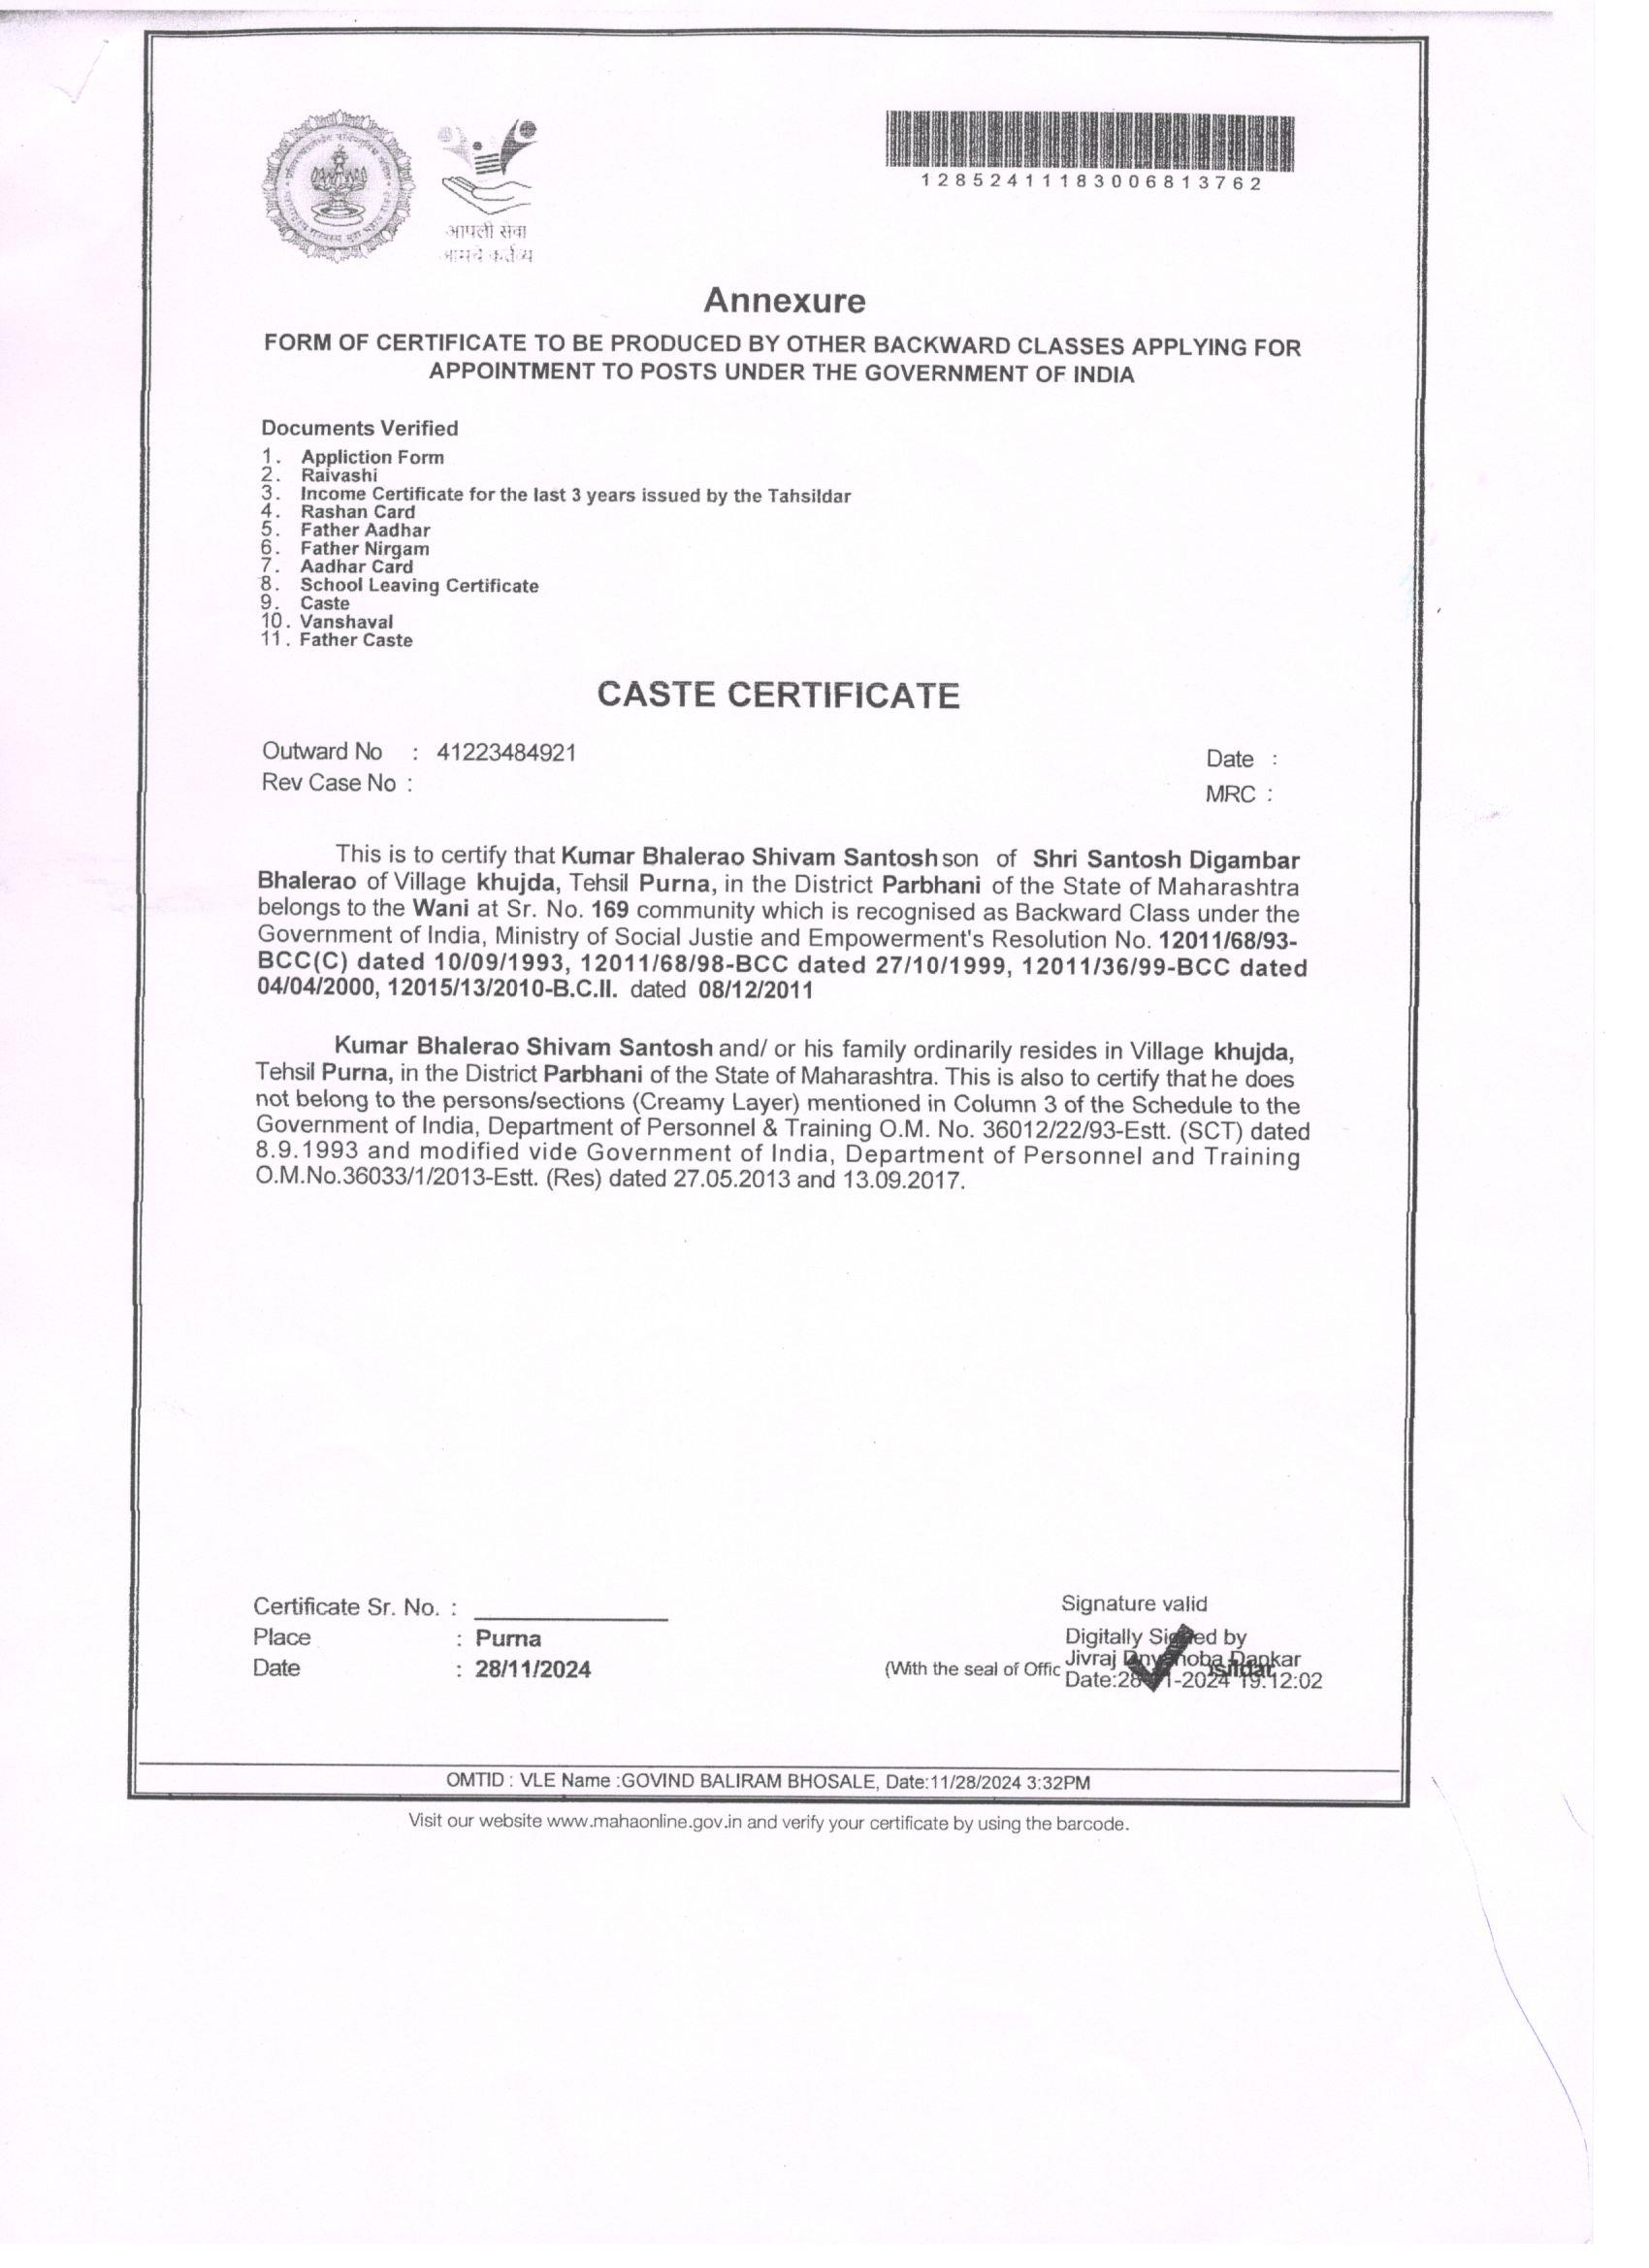 आपली सेवा
आमचे कर्तव्य
12852411183006813762
Annexure
FORM OF CERTIFICATE TO BE PRODUCED BY OTHER BACKWARD CLASSES APPLYING FOR
APPOINTMENT TO POSTS UNDER THE GOVERNMENT OF INDIA
Documents Verified
1. Appliction Form
2. Raivashi
3. Income Certificate for the last 3 years issued by the Tahsildar
4. Rashan Card
5. Father Aadhar
6. Father Nirgam
7. Aadhar Card
8. School Leaving Certificate
9. Caste
10. Vanshaval
11. Father Caste
CASTE CERTIFICATE
Outward No : 41223484921
Date :
Rev Case No :
MRC :
This is to certify that Kumar Bhalerao Shivam Santosh son of Shri Santosh Digambar
Bhalerao of Village khujda, Tehsil Purna, in the District Parbhani of the State of Maharashtra
belongs to the Wani at Sr. No. 169 community which is recognised as Backward Class under the
Government of India, Ministry of Social Justie and Empowerment's Resolution No. 12011/68/93-
BCC(C) dated 10/09/1993, 12011/68/98-BCC dated 27/10/1999, 12011/36/99-BCC dated
04/04/2000, 12015/13/2010-B.C.II. dated 08/12/2011
Kumar Bhalerao Shivam Santosh and/ or his family ordinarily resides in Village khujda,
Tehsil Purna, in the District Parbhani of the State of Maharashtra. This is also to certify that he does
not belong to the persons/sections (Creamy Layer) mentioned in Column 3 of the Schedule to the
Government of India, Department of Personnel & Training O.M. No. 36012/22/93-Estt. (SCT) dated
8.9.1993 and modified vide Government of India, Department of Personnel and Training
O.M.No.36033/1/2013-Estt. (Res) dated 27.05.2013 and 13.09.2017.
Certificate Sr. No. :
Place : Purna
Date : 28/11/2024
Signature valid
Digitally Signed by
Jivraj Dnyanoba Dapkar
(With the seal of Offic
Date:28-11-2024 19:12:02
OMTID : VLE Name :GOVIND BALIRAM BHOSALE, Date:11/28/2024 3:32PM
Visit our website www.mahaonline.gov.in and verify your certificate by using the barcode.